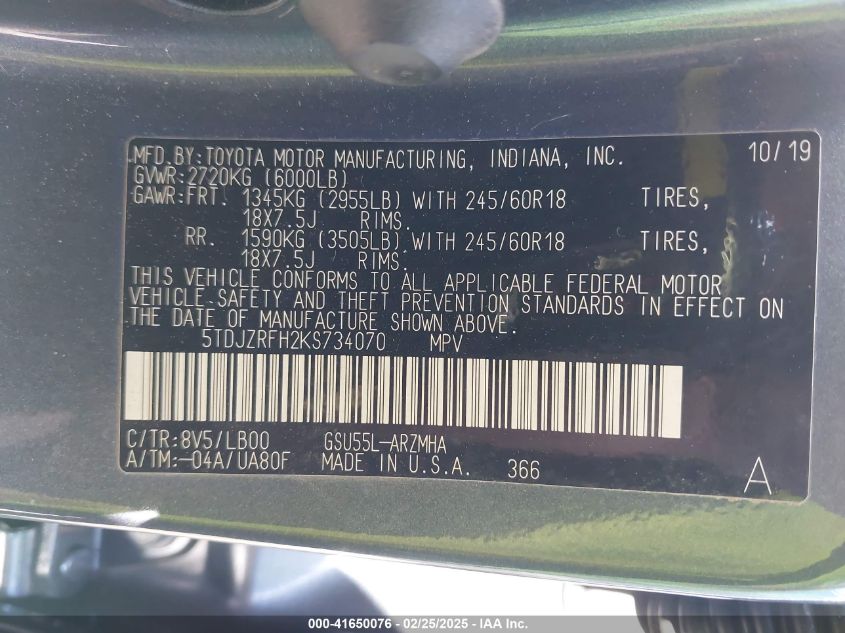 MFD.BY:TOYOTA MOTOR MANUFACTURING, INDIANA, INC. 10/19
GVWR:2720KG (6000LB)
GAWR:FRT. 1345KG (2955LB) WITH 245/60R18 TIRES,
18X7.5J RIMS.
RR. 1590KG (3505LB) WITH 245/60R18 TIRES,
18X7.5J RIMS.
THIS VEHICLE CONFORMS TO ALL APPLICABLE FEDERAL MOTOR
VEHICLE SAFETY AND THEFT PREVENTION STANDARDS IN EFFECT ON
THE DATE OF MANUFACTURE SHOWN ABOVE.
5TDJZRFH2KS734070 MPV
C/TR:8V5/LB00 GSU55L-ARZMHA
A/TM:-04A/UA80F MADE IN U.S.A. 366 A
000-41650076 - 02/25/2025 - IAA Inc.